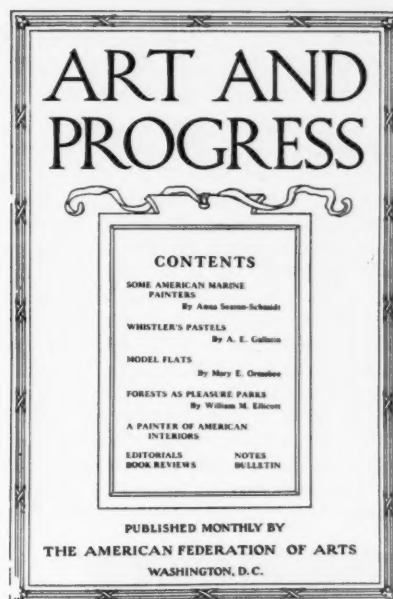 ART AND
PROGRESS
CONTENTS
SOME AMERICAN MARINE
PAINTERS
By Anna Seaton-Schmidt
WHISTLER'S PASTELS
By A. E. Gallatin
MODEL FLATS
By Mary E. Ormsbee
FORESTS AS PLEASURE PARKS
By William M. Ellicott
A PAINTER OF AMERICAN
INTERIORS
EDITORIALS NOTES
BOOK REVIEWS BULLETIN
PUBLISHED MONTHLY BY
THE AMERICAN FEDERATION OF ARTS
WASHINGTON, D.C.